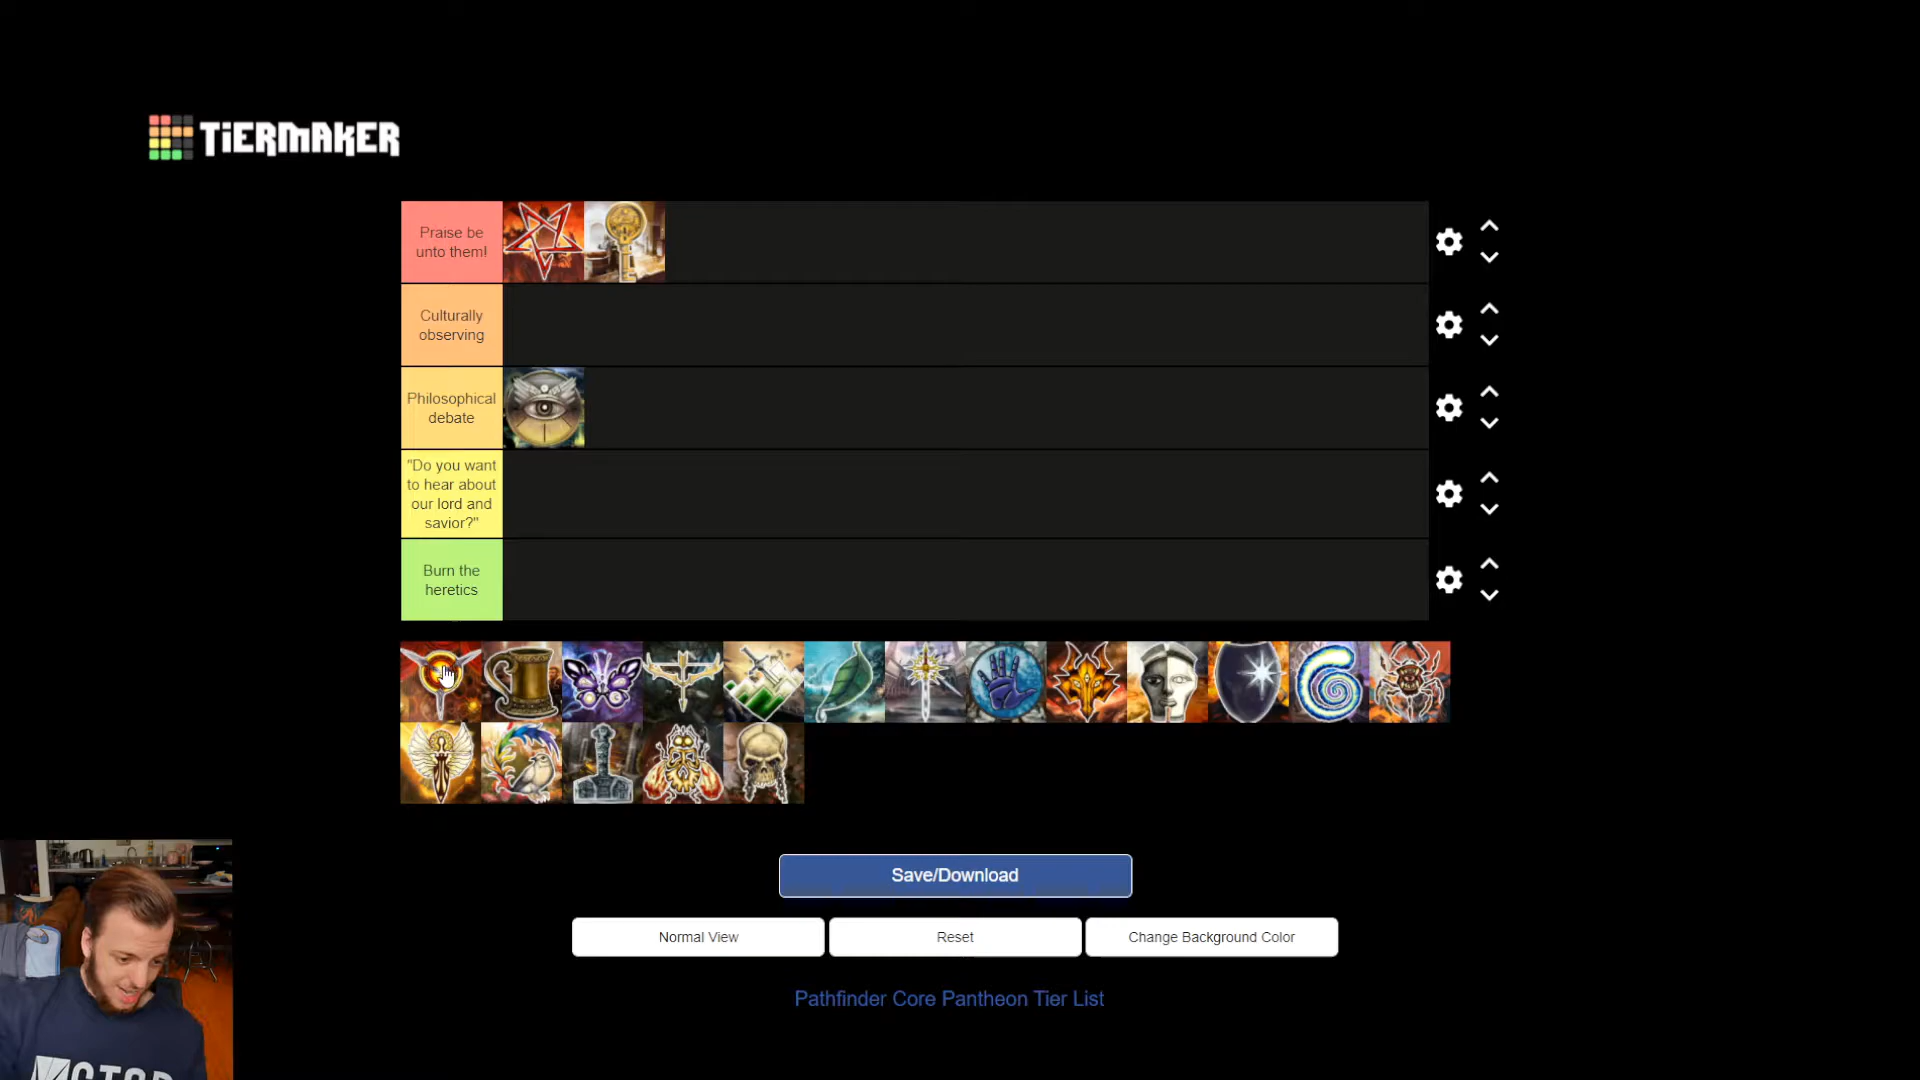 TiERMAKER
Praise be
unto them!
Culturally
observing
Philosophical
debate
"Do you want
to hear about
our lord and
savior?"
Burn the
heretics
Save/Download
Normal View
Reset
Change Background Color
Pathfinder Core Pantheon Tier List